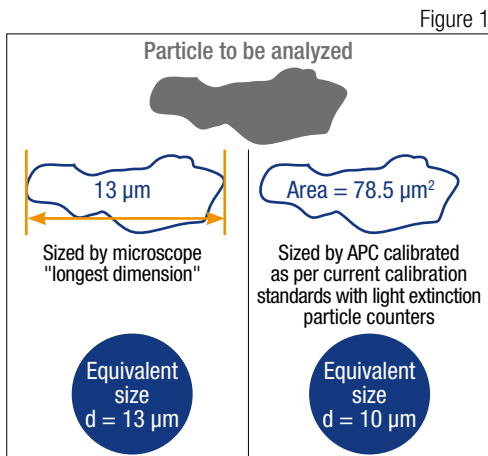 Figure 1
Particle to be analyzed
13 µm
Sized by microscope
"longest dimension"
Equivalent
size
d = 13 µm
Area = 78.5 µm²
Sized by APC calibrated
as per current calibration
standards with light extinction
particle counters
Equivalent
size
d = 10 µm